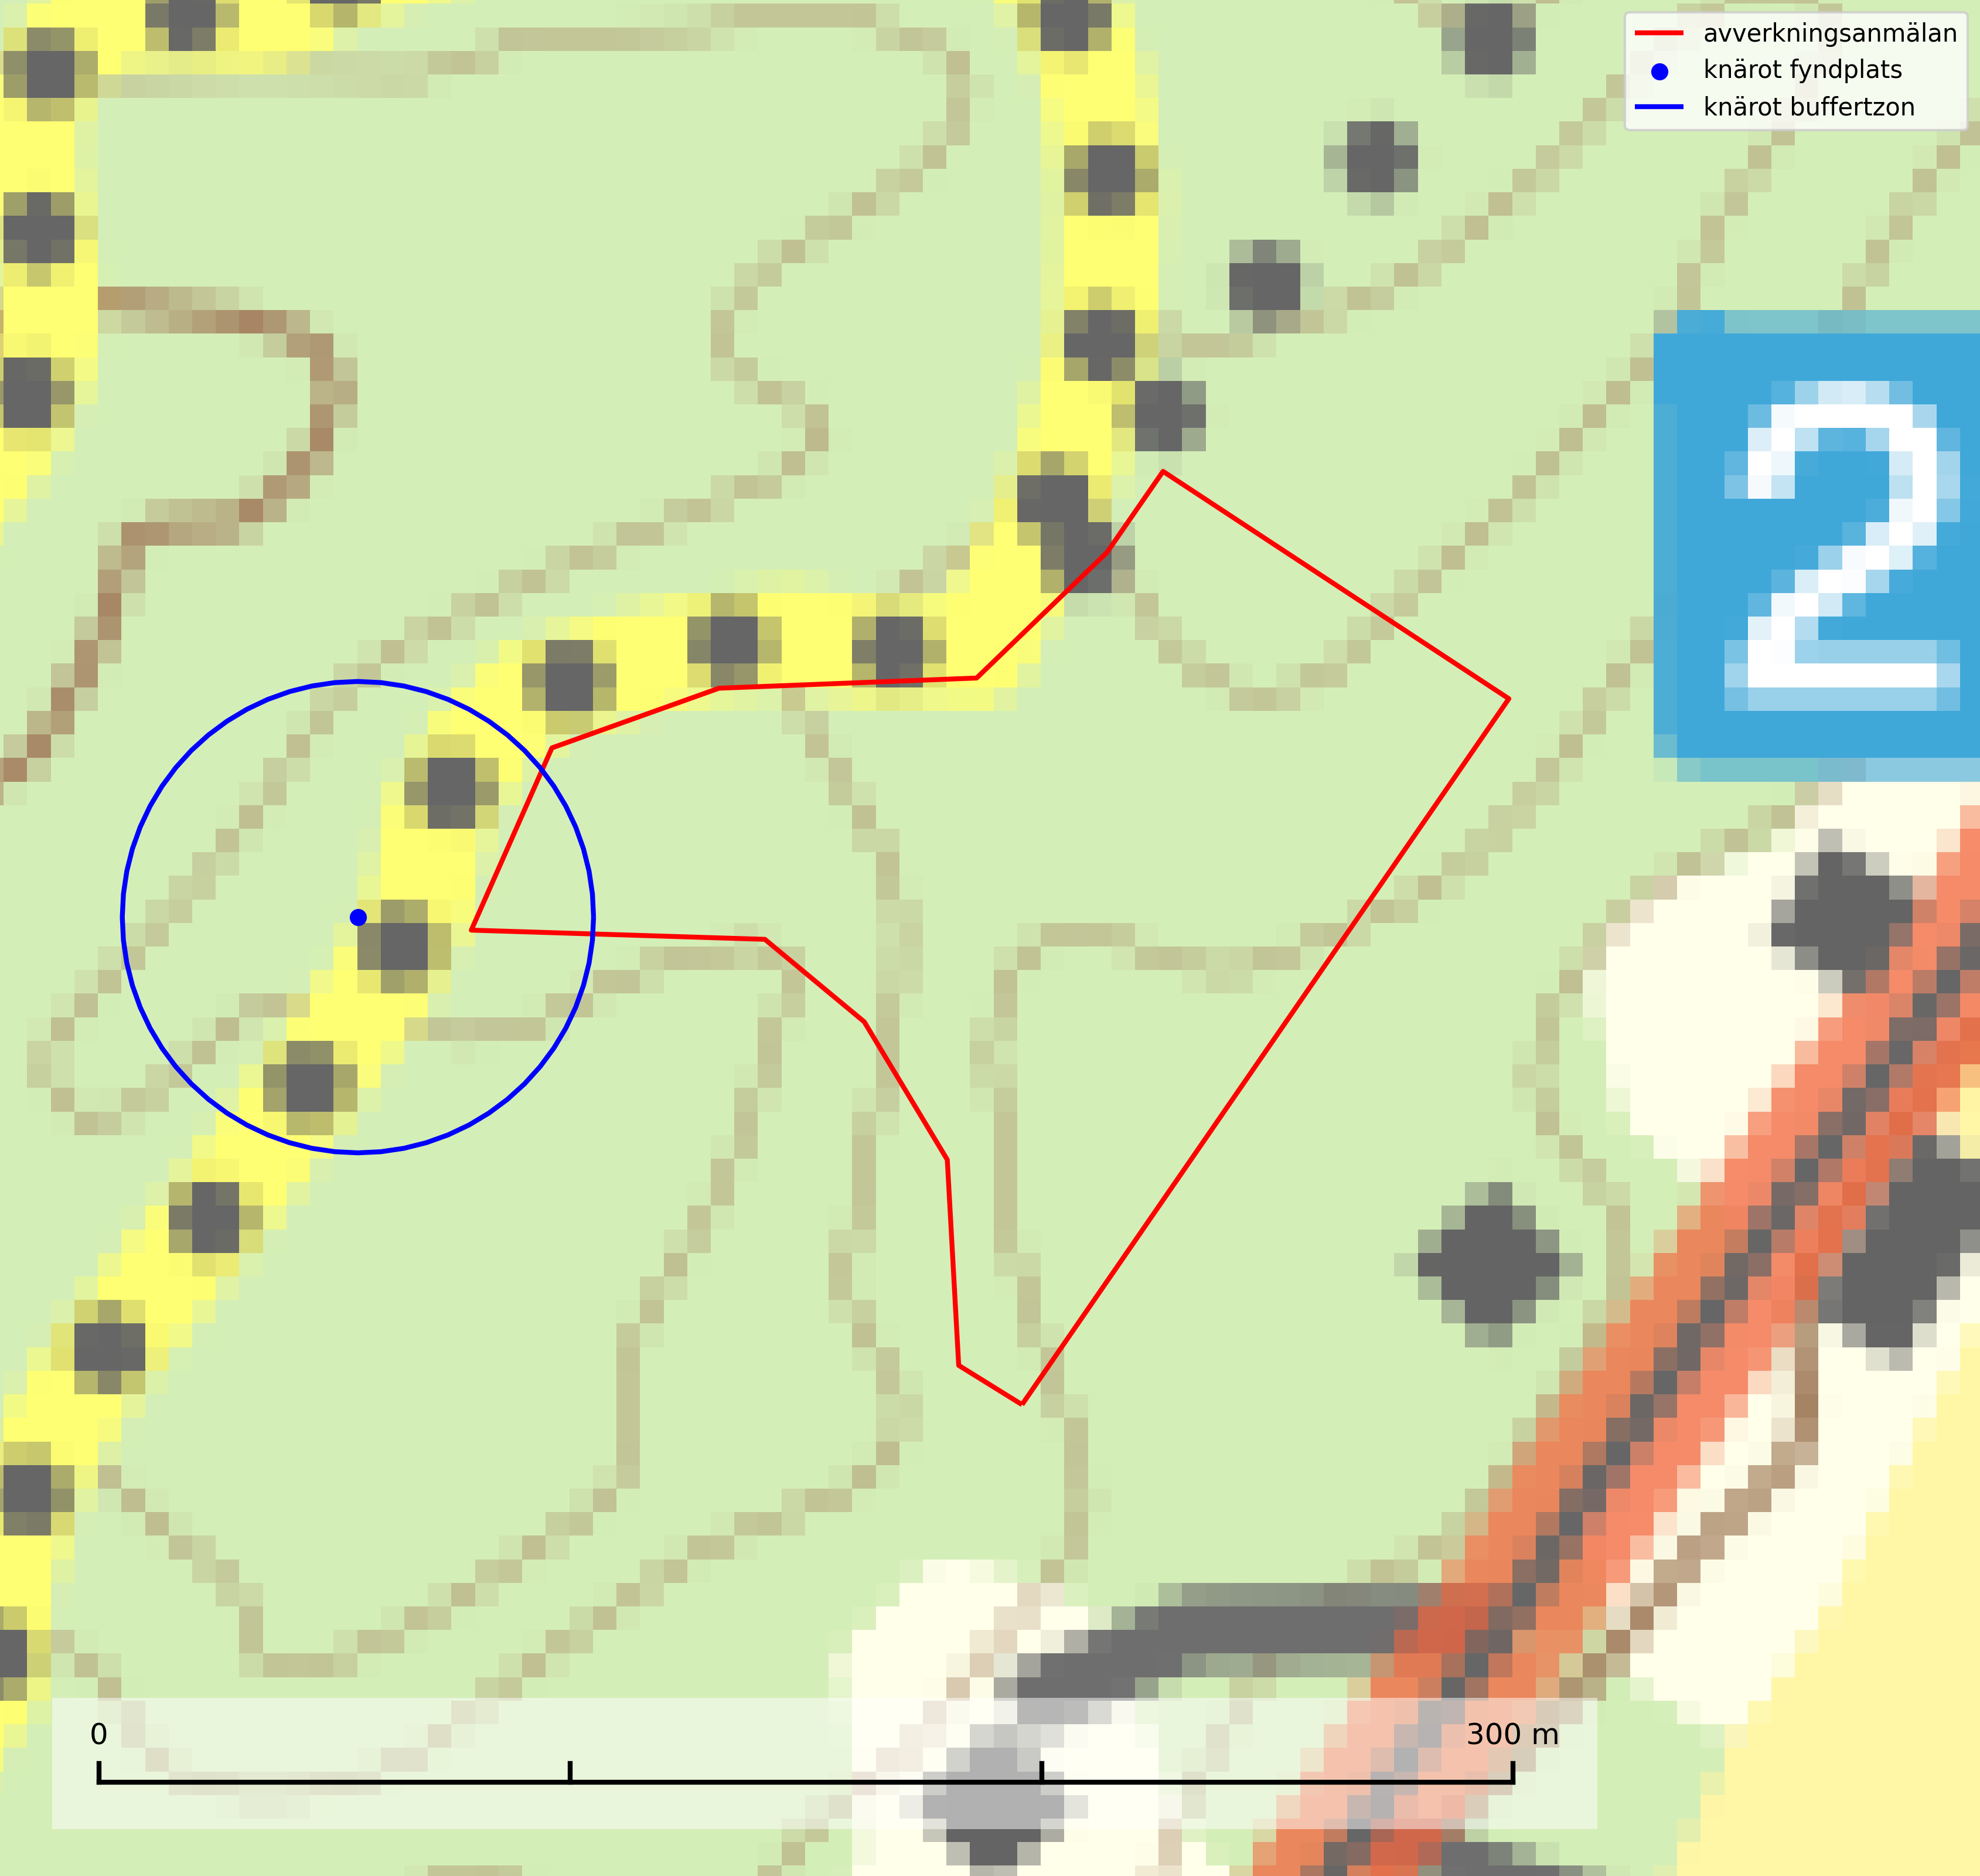 avverkningsanmälan
knärot fyndplats
knärot buffertzon
2
0 300 m